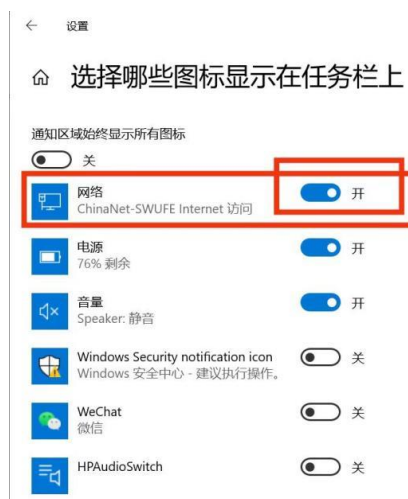 设置
选择哪些图标显示在任务栏上
通知区域始终显示所有图标
关
网络 开
ChinaNet-SWUFE Internet 访问
电源 开
76% 剩余
音量 开
Speaker: 静音
Windows Security notification icon 关
Windows 安全中心 - 建议执行操作。
WeChat 关
微信
HPAudioSwitch 关